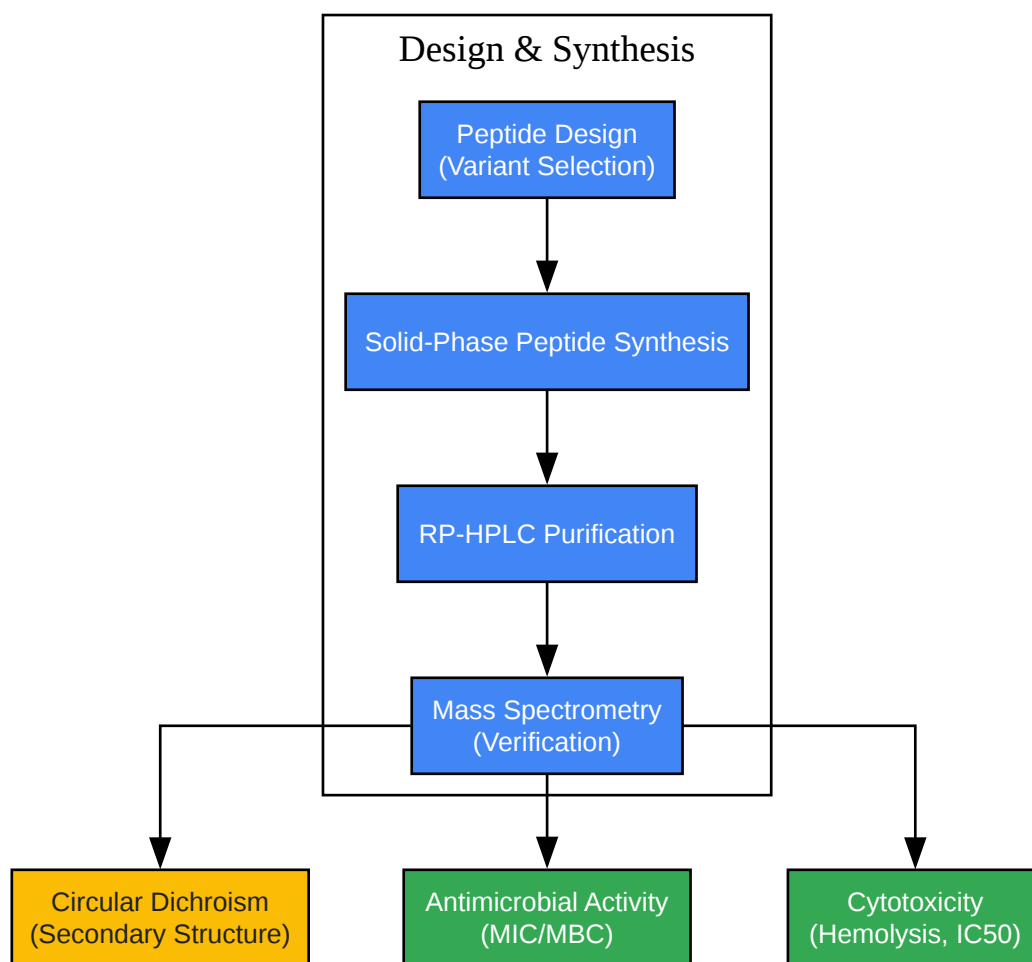 Design & Synthesis
Peptide Design
(Variant Selection)
Solid-Phase Peptide Synthesis
RP-HPLC Purification
Mass Spectrometry
(Verification)
Circular Dichroism
(Secondary Structure)
Antimicrobial Activity
(MIC/MBC)
Cytotoxicity
(Hemolysis, IC50)